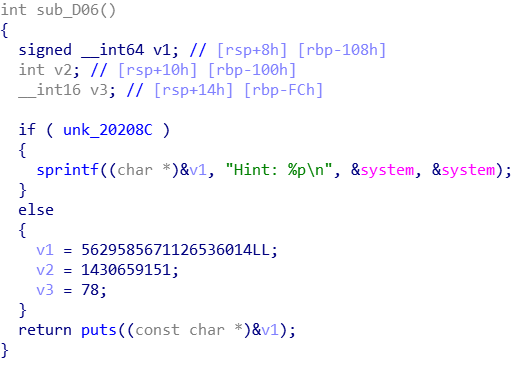 int sub_D06()
{
  signed __int64 v1; // [rsp+8h] [rbp-108h]
  int v2; // [rsp+10h] [rbp-100h]
  __int16 v3; // [rsp+14h] [rbp-FCh]
  if ( unk_20208C )
  {
    sprintf((char *)&v1, "Hint: %p\n", &system, &system);
  }
  else
  {
    v1 = 5629585671126536014LL;
    v2 = 1430659151;
    v3 = 78;
  }
  return puts((const char *)&v1);
}